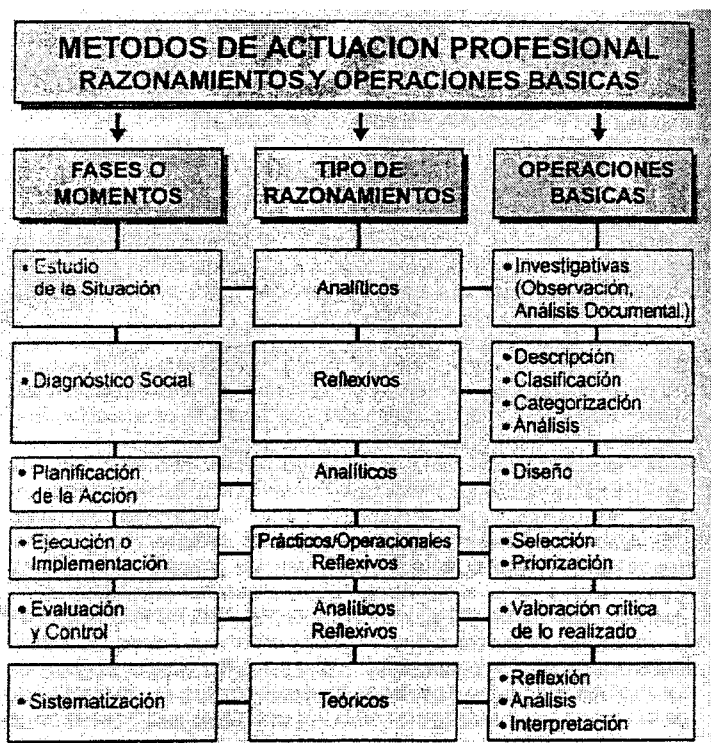 METODOS DE ACTUACION PROFESIONAL
RAZONAMIENTOS Y OPERACIONES BASICAS
FASES O
MOMENTOS
TIPO DE
RAZONAMIENTOS
OPERACIONES
BASICAS
• Estudio
de la Situación
Analíticos
• Investigativas
(Observación,
Análisis Documental.)
• Diagnóstico Social
Reflexivos
• Descripción
• Clasificación
• Categorización
• Análisis
• Planificación
de la Acción
Analíticos
• Diseño
• Ejecución o
Implementación
Prácticos/Operacionales
Reflexivos
• Selección
• Priorización
• Evaluación
y Control
Analíticos
Reflexivos
• Valoración crítica
de lo realizado
• Sistematización
Teóricos
• Reflexión
• Análisis
• Interpretación